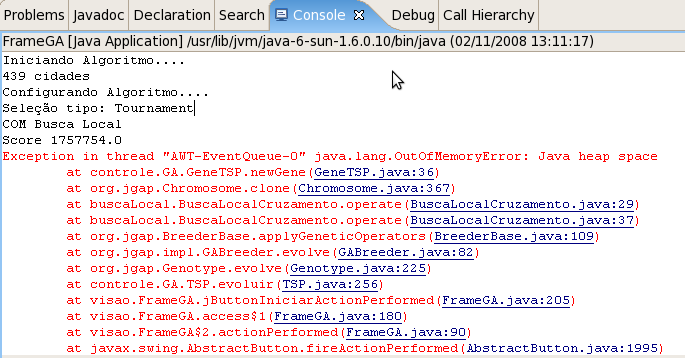 Problems Javadoc Declaration Search Console Debug Call Hierarchy
FrameGA [Java Application] /usr/lib/jvm/java-6-sun-1.6.0.10/bin/java (02/11/2008 13:11:17)
Iniciando Algoritmo....
439 cidades
Configurando Algoritmo....
Seleção tipo: Tournament
COM Busca Local
Score 1757754.0
Exception in thread "AWT-EventQueue-0" java.lang.OutOfMemoryError: Java heap space
at controle.GA.GeneTSP.newGene(GeneTSP.java:36)
at org.jgap.Chromosome.clone(Chromosome.java:367)
at buscaLocal.BuscaLocalCruzamento.operate(BuscaLocalCruzamento.java:29)
at buscaLocal.BuscaLocalCruzamento.operate(BuscaLocalCruzamento.java:37)
at org.jgap.BreederBase.applyGeneticOperators(BreederBase.java:109)
at org.jgap.impl.GABreeder.evolve(GABreeder.java:82)
at org.jgap.Genotype.evolve(Genotype.java:225)
at controle.GA.TSP.evoluir(TSP.java:256)
at visao.FrameGA.jButtonIniciarActionPerformed(FrameGA.java:205)
at visao.FrameGA.access$1(FrameGA.java:180)
at visao.FrameGA$2.actionPerformed(FrameGA.java:90)
at javax.swing.AbstractButton.fireActionPerformed(AbstractButton.java:1995)